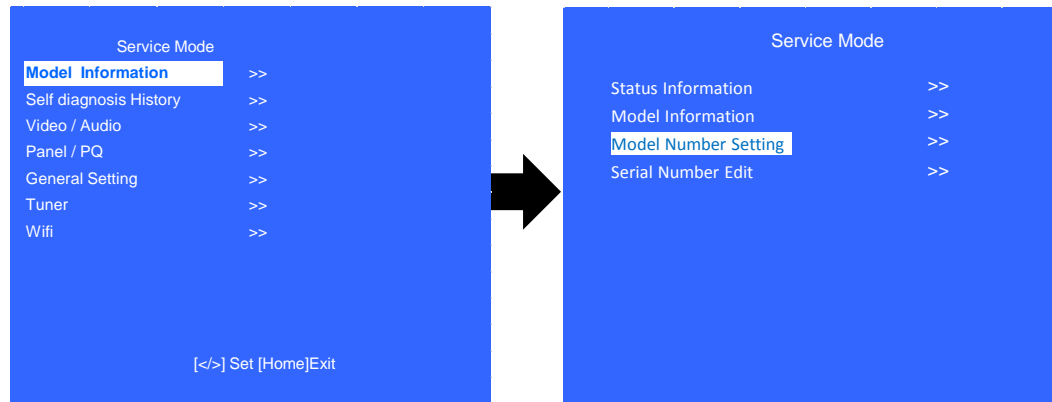 Service Mode
Model Information >>
Self diagnosis History >>
Video / Audio >>
Panel / PQ >>
General Setting >>
Tuner >>
Wifi >>
[</>] Set [Home]Exit
Service Mode
Status Information >>
Model Information >>
Model Number Setting >>
Serial Number Edit >>